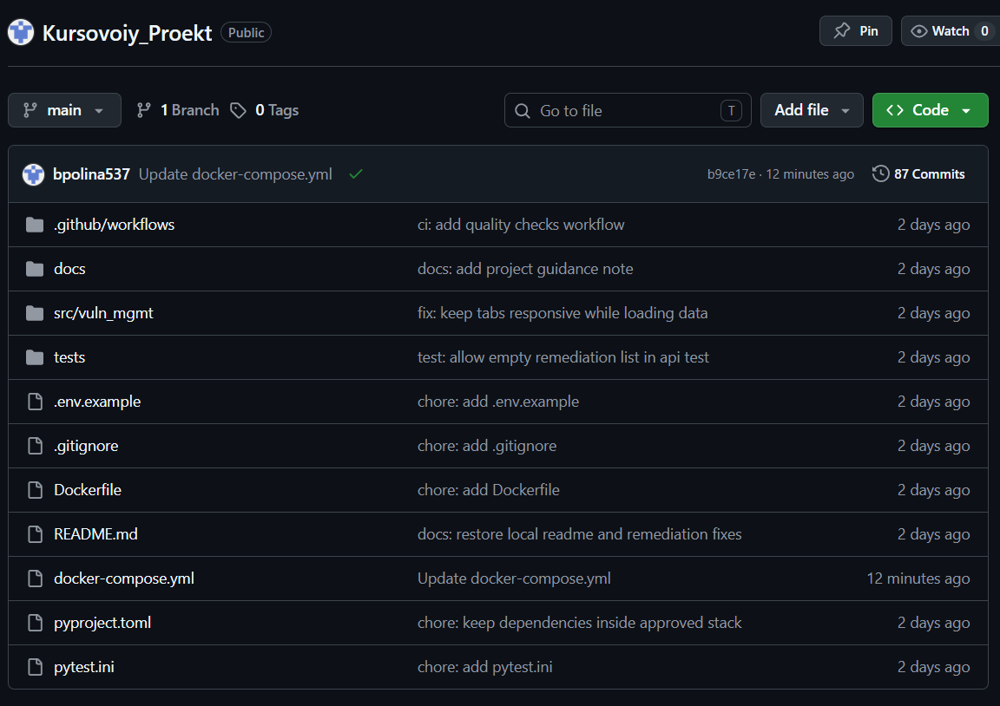 Kursovoiy_Proekt Public Pin Watch 0
main 1 Branch 0 Tags Go to file T Add file Code
bpolina537 Update docker-compose.yml b9ce17e · 12 minutes ago 87 Commits
.github/workflows ci: add quality checks workflow 2 days ago
docs docs: add project guidance note 2 days ago
src/vuln_mgmt fix: keep tabs responsive while loading data 2 days ago
tests test: allow empty remediation list in api test 2 days ago
.env.example chore: add .env.example 2 days ago
.gitignore chore: add .gitignore 2 days ago
Dockerfile chore: add Dockerfile 2 days ago
README.md docs: restore local readme and remediation fixes 2 days ago
docker-compose.yml Update docker-compose.yml 12 minutes ago
pyproject.toml chore: keep dependencies inside approved stack 2 days ago
pytest.ini chore: add pytest.ini 2 days ago